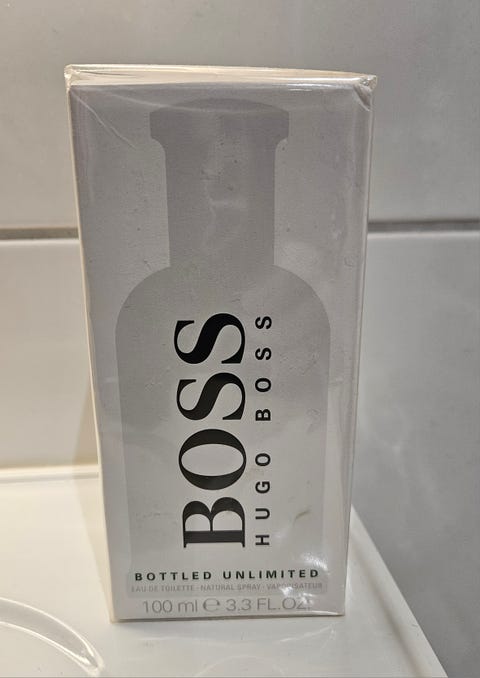 BOSS
HUGO BOSS
BOTTLED UNLIMITED
EAU DE TOILETTE - NATURAL SPRAY - VAPORISATEUR
100 ml ℮ 3.3 FL.OZ.